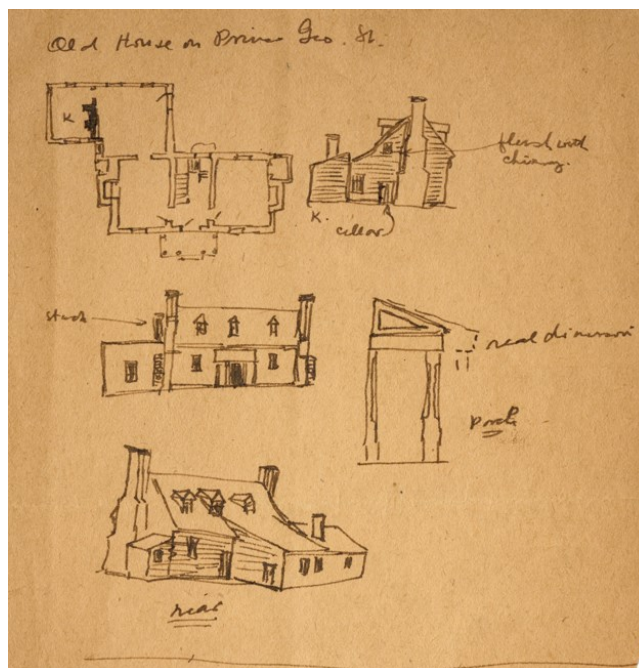 Old House on Prince Geo. St.
K
flush with
chimney.
K.
cellar
stack
real dimension
porch
rear